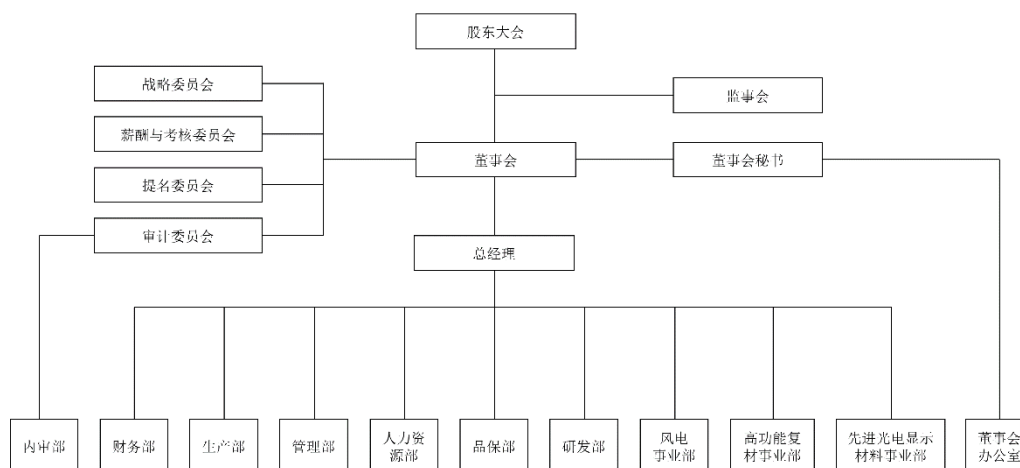 股东大会
战略委员会
监事会
薪酬与考核委员会
董事会
董事会秘书
提名委员会
审计委员会
总经理
内审部
财务部
生产部
管理部
人力资
源部
品保部
研发部
风电
事业部
高功能复
材事业部
先进光电显示
材料事业部
董事会
办公室